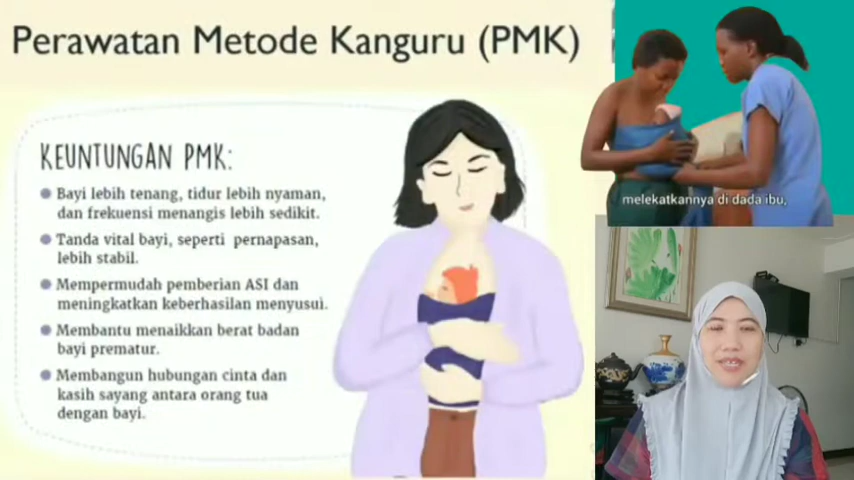 Perawatan Metode Kanguru (PMK)
KEUNTUNGAN PMK:
Bayi lebih tenang, tidur lebih nyaman,
dan frekuensi menangis lebih sedikit.
Tanda vital bayi, seperti pernapasan,
lebih stabil.
Mempermudah pemberian ASI dan
meningkatkan keberhasilan menyusui.
Membantu menaikkan berat badan
bayi prematur.
Membangun hubungan cinta dan
kasih sayang antara orang tua
dengan bayi.
melekatkannya di dada ibu,